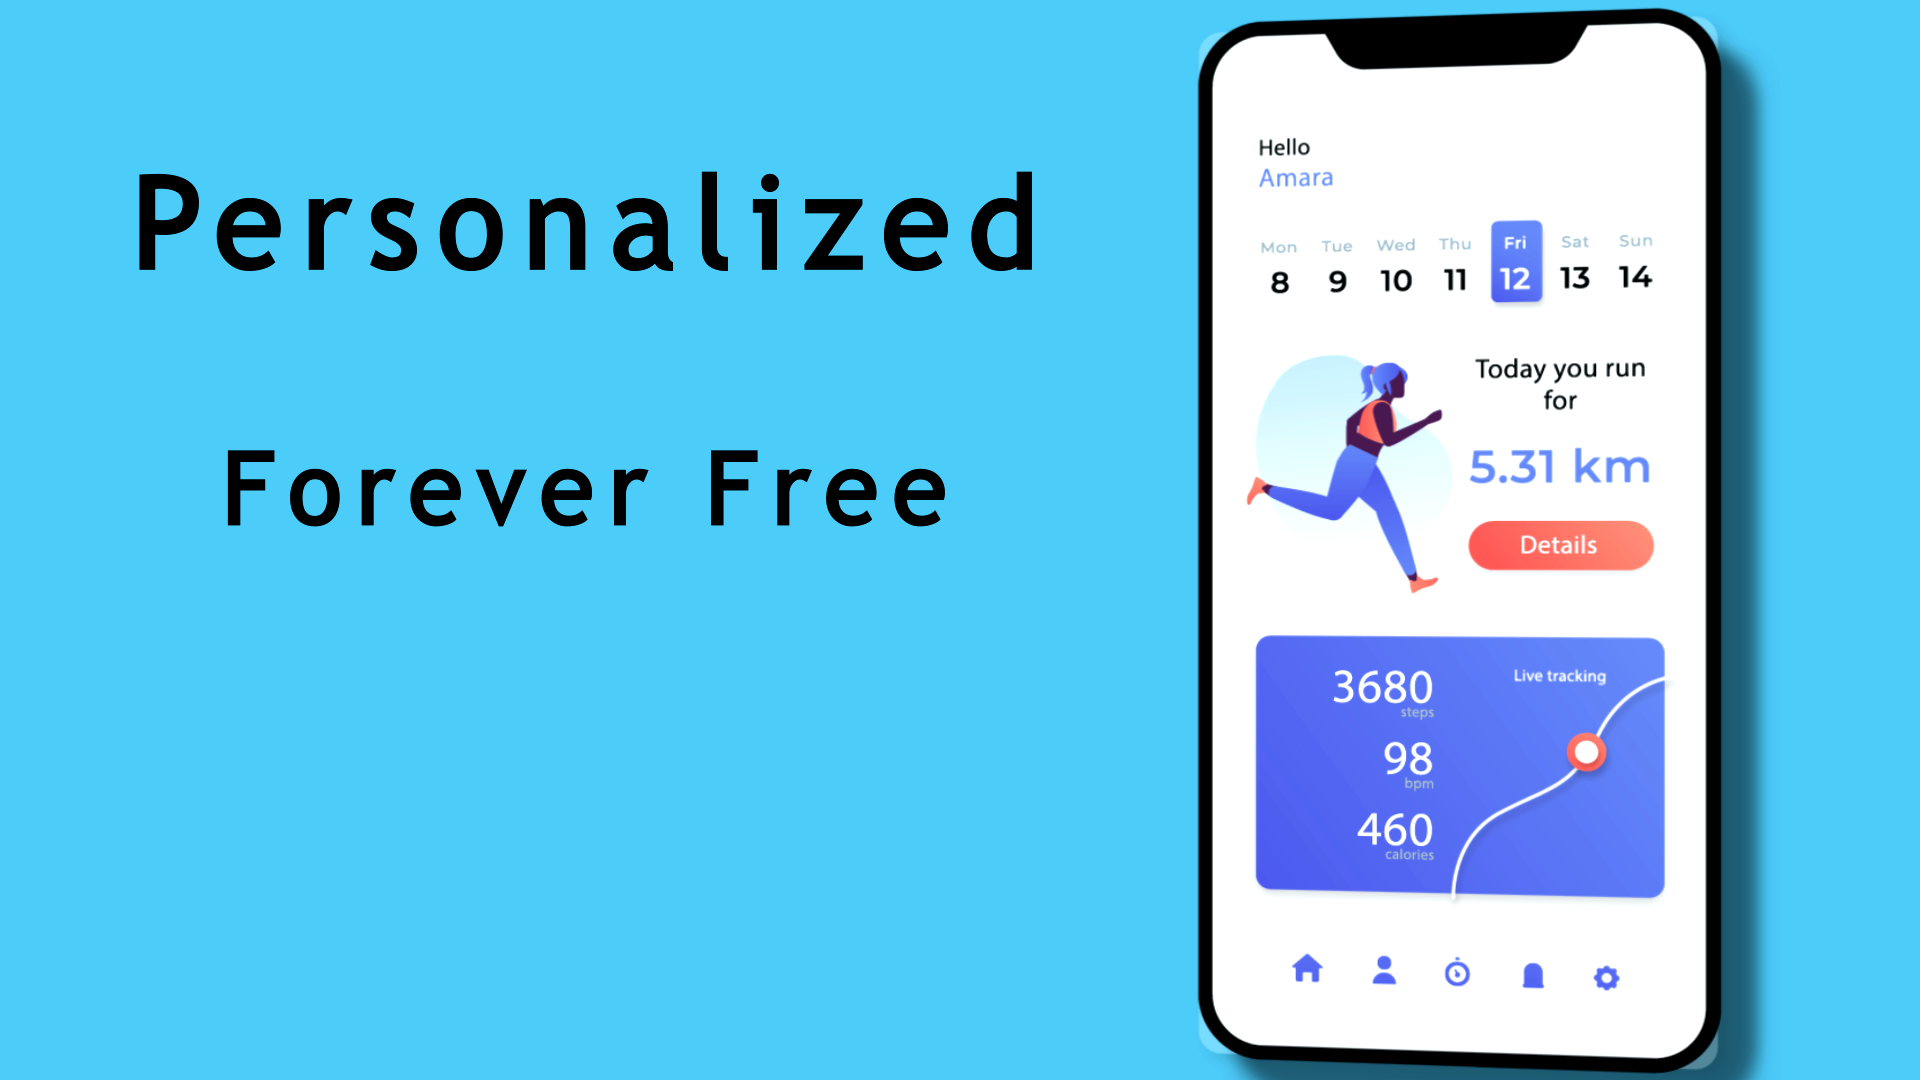 Personalized
Forever Free
Hello
Amara
Mon Tue Wed Thu Fri Sat Sun
8 9 10 11 12 13 14
Today you run
for
5.31 km
Details
Live tracking
3680
steps
98
bpm
460
calories